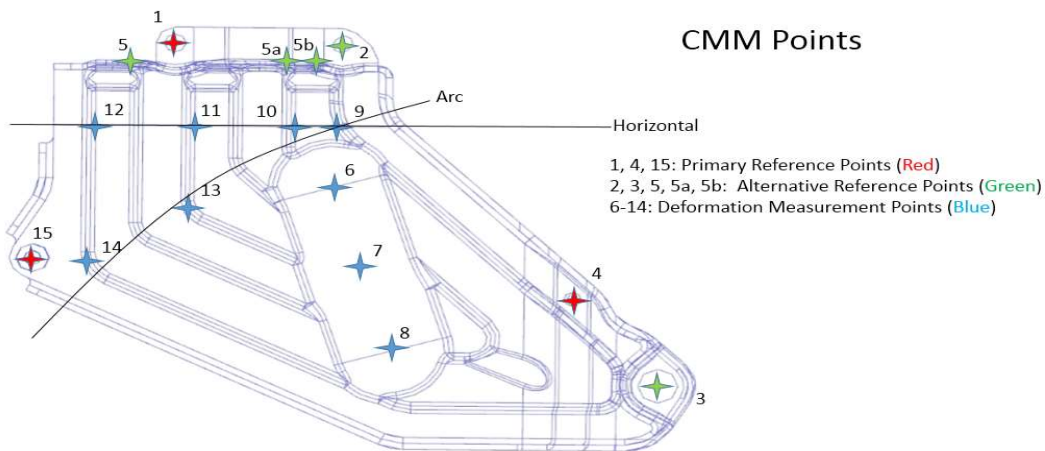 CMM Points
1
5
5a
5b
2
Arc
12
11
10
9
Horizontal
1, 4, 15: Primary Reference Points (Red)
2, 3, 5, 5a, 5b: Alternative Reference Points (Green)
6-14: Deformation Measurement Points (Blue)
6
13
15
14
7
4
8
3